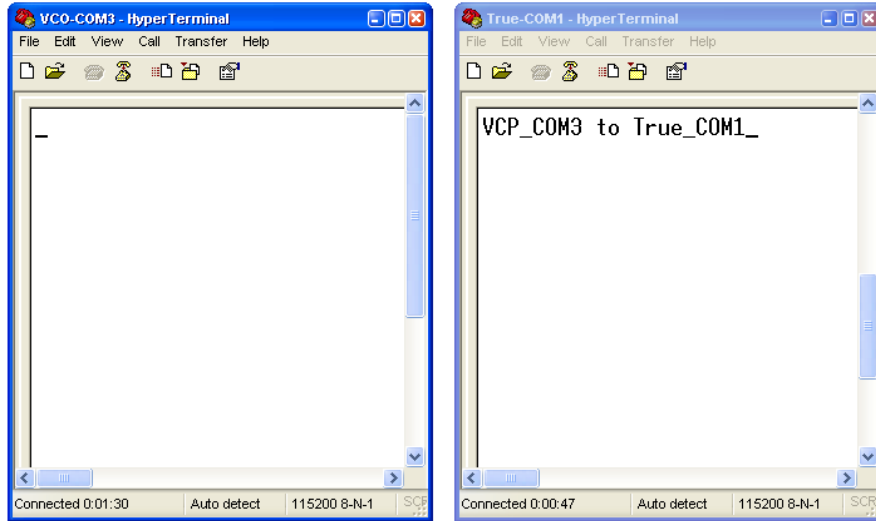 VCO-COM3 - HyperTerminal
File Edit View Call Transfer Help
_
Connected 0:01:30 Auto detect 115200 8-N-1 SCR
True-COM1 - HyperTerminal
File Edit View Call Transfer Help
VCP_COM3 to True_COM1_
Connected 0:00:47 Auto detect 115200 8-N-1 SCR